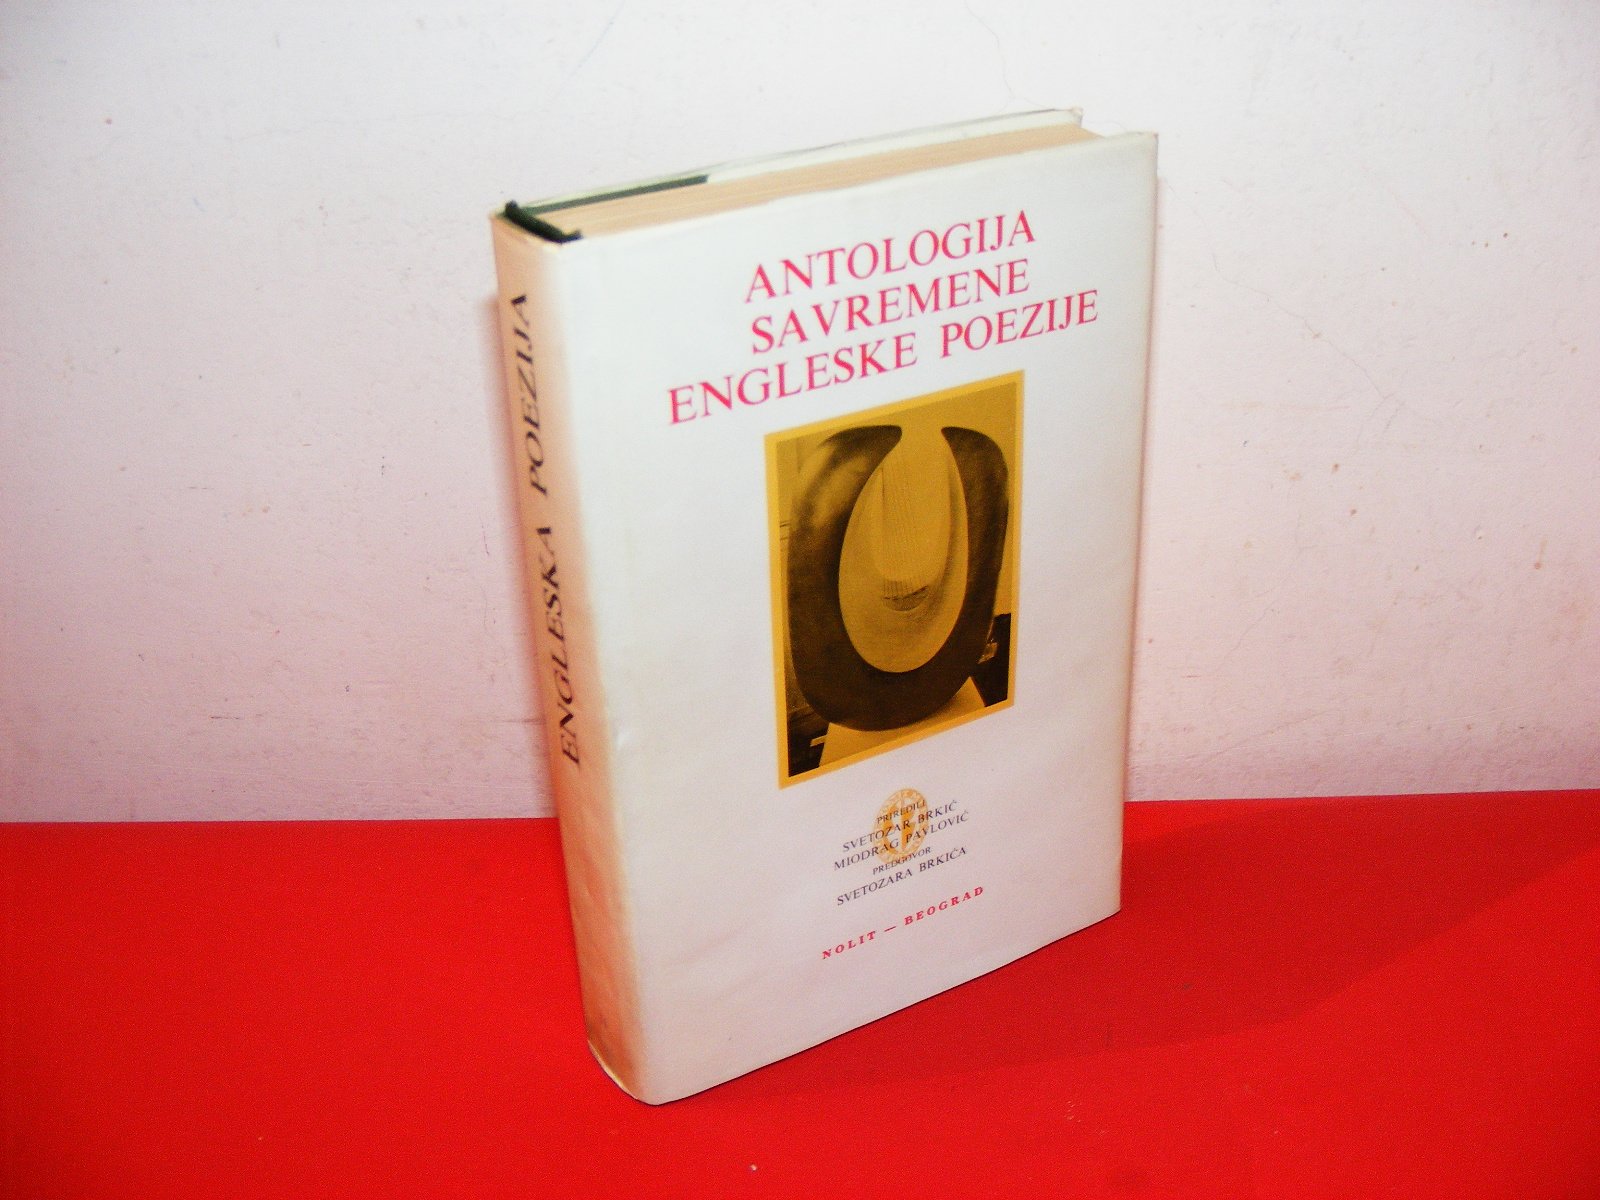 ENGLESKA POEZIJA
ANTOLOGIJA
SAVREMENE
ENGLESKE POEZIJE
PRIREDILI
SVETOZAR BRKIĆ
MIODRAG PAVLOVIĆ
PREDGOVOR
SVETOZARA BRKIĆA
NOLIT — BEOGRAD